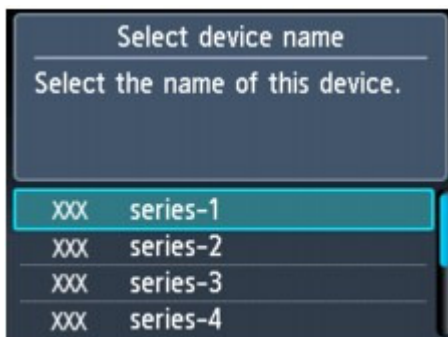 Select device name
Select the name of this device.
XXX series-1
XXX series-2
XXX series-3
XXX series-4